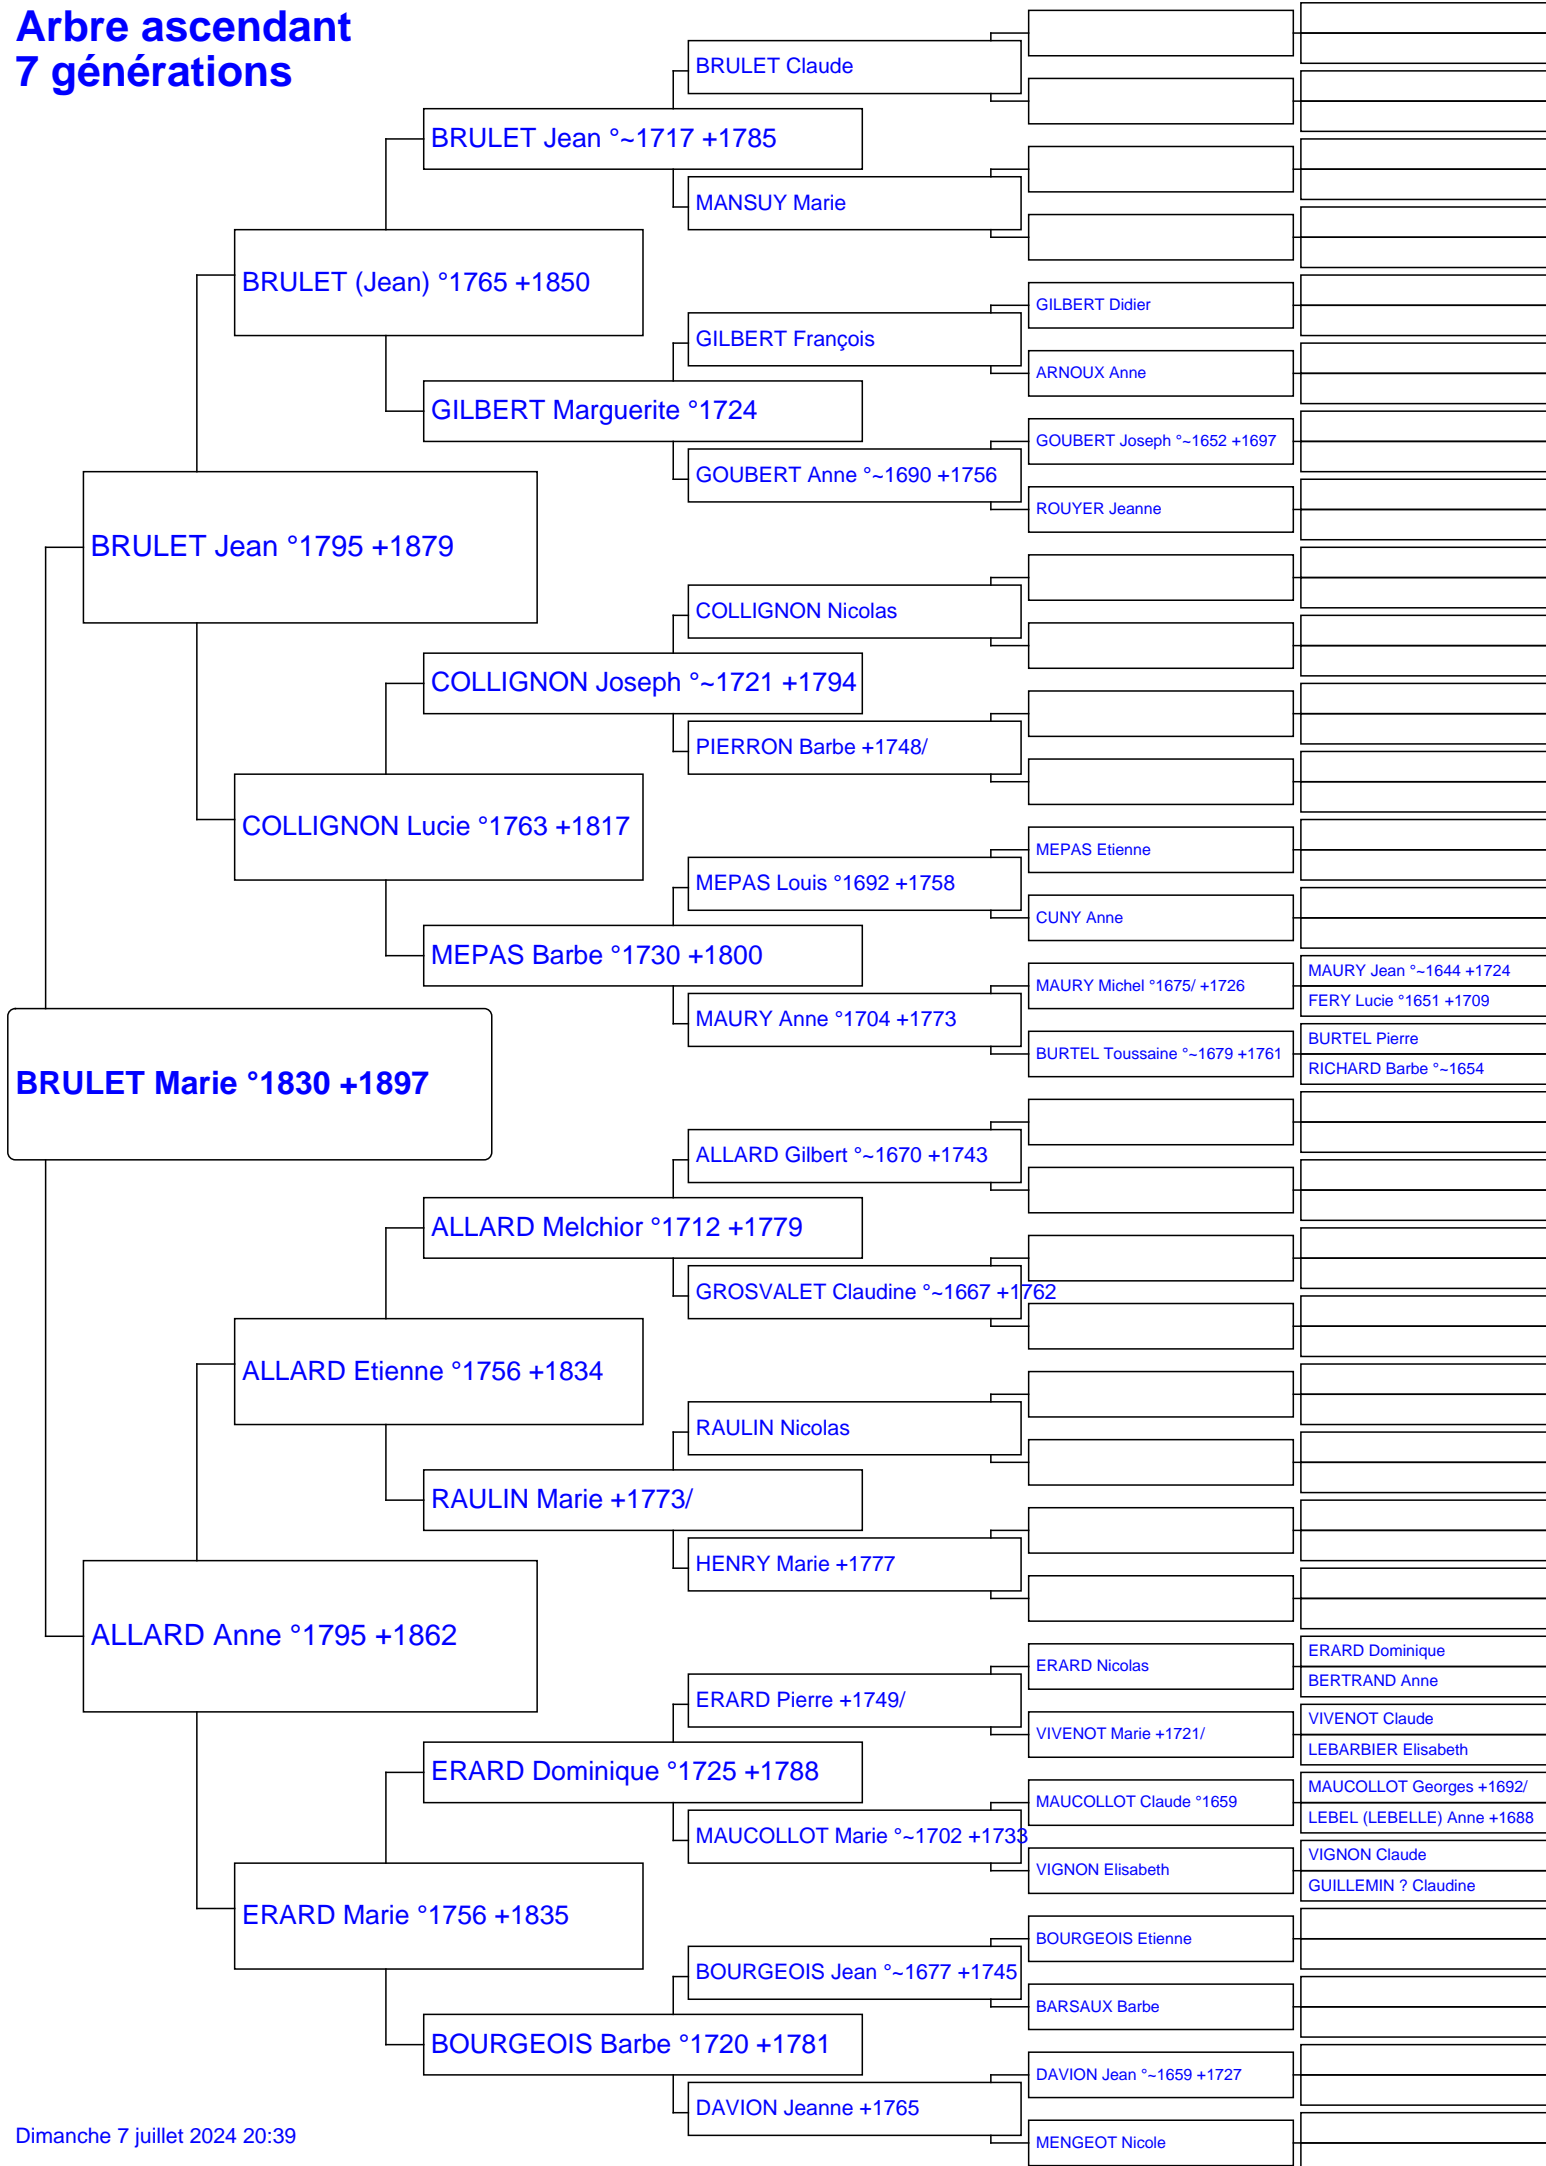 Arbre ascendant
7 générations
BRULET Claude
BRULET Jean °~1717 +1785
MANSUY Marie
BRULET (Jean) °1765 +1850
GILBERT Didier
GILBERT François
ARNOUX Anne
GILBERT Marguerite °1724
GOUBERT Joseph °~1652 +1697
GOUBERT Anne °~1690 +1756
ROUYER Jeanne
BRULET Jean °1795 +1879
COLLIGNON Nicolas
COLLIGNON Joseph °~1721 +1794
PIERRON Barbe +1748/
COLLIGNON Lucie °1763 +1817
MEPAS Etienne
MEPAS Louis °1692 +1758
CUNY Anne
MEPAS Barbe °1730 +1800
MAURY Jean °~1644 +1724
MAURY Michel °1675/ +1726
FERY Lucie °1651 +1709
MAURY Anne °1704 +1773
BURTEL Pierre
BURTEL Toussaine °~1679 +1761
RICHARD Barbe °~1654
BRULET Marie °1830 +1897
ALLARD Gilbert °~1670 +1743
ALLARD Melchior °1712 +1779
GROSVALET Claudine °~1667 +1762
ALLARD Etienne °1756 +1834
RAULIN Nicolas
RAULIN Marie +1773/
HENRY Marie +1777
ALLARD Anne °1795 +1862
ERARD Dominique
ERARD Nicolas
BERTRAND Anne
ERARD Pierre +1749/
VIVENOT Claude
VIVENOT Marie +1721/
LEBARBIER Elisabeth
ERARD Dominique °1725 +1788
MAUCOLLOT Georges +1692/
MAUCOLLOT Claude °1659
LEBEL (LEBELLE) Anne +1688
MAUCOLLOT Marie °~1702 +1733
VIGNON Claude
VIGNON Elisabeth
GUILLEMIN ? Claudine
ERARD Marie °1756 +1835
BOURGEOIS Etienne
BOURGEOIS Jean °~1677 +1745
BARSAUX Barbe
BOURGEOIS Barbe °1720 +1781
DAVION Jean °~1659 +1727
DAVION Jeanne +1765
MENGEOT Nicole
Dimanche 7 juillet 2024 20:39